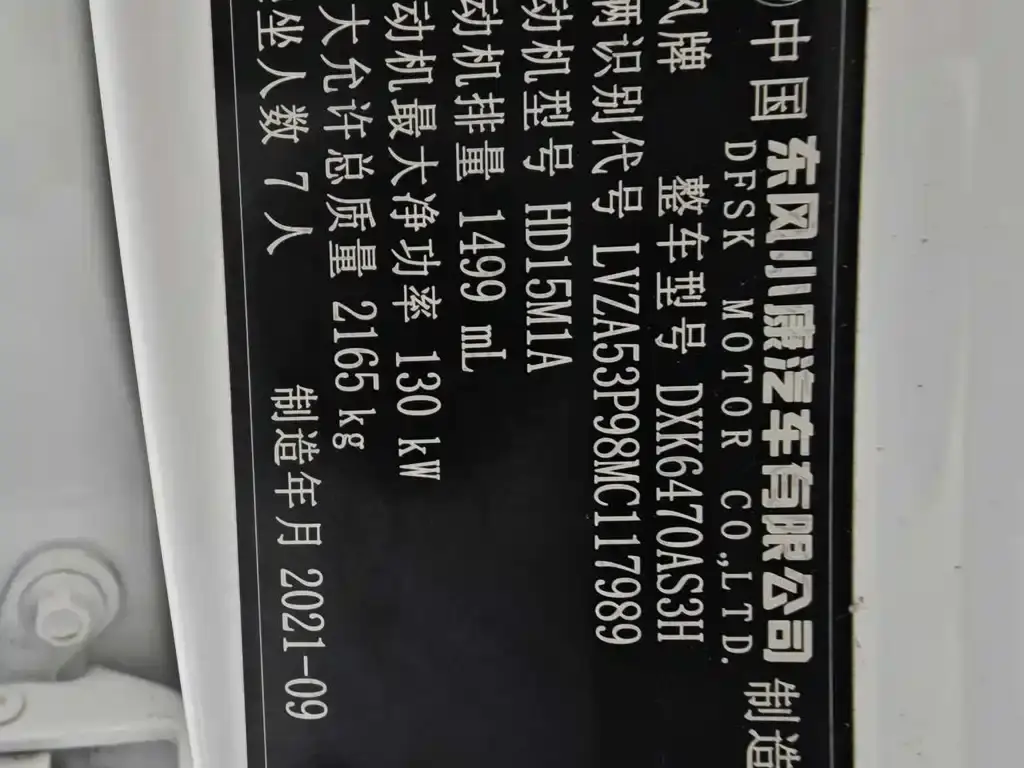 中国 东风小康汽车有限公司 制造
DFSK MOTOR CO.,LTD.
风牌 整车型号 DXK6470AS3H
辆识别代号 LVZA53P98MC117989
动机型号 HD15M1A
动机排量 1499 mL
动机最大净功率 130 kW
大允许总质量 2165 kg
坐人数 7 人 制造年月 2021-09